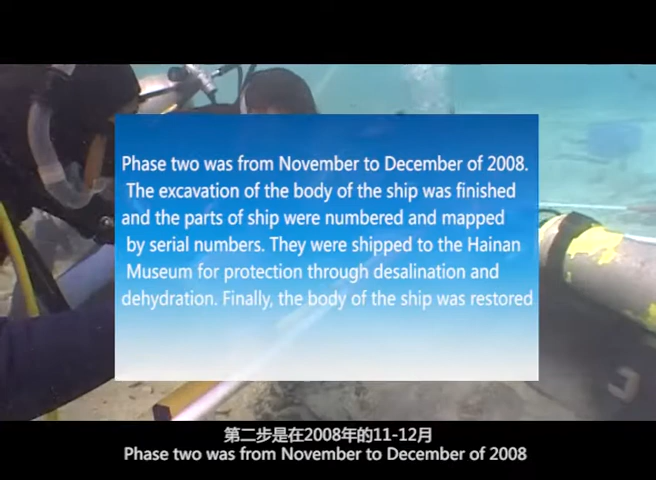 Phase two was from November to December of 2008.
The excavation of the body of the ship was finished
and the parts of ship were numbered and mapped
by serial numbers. They were shipped to the Hainan
Museum for protection through desalination and
dehydration. Finally, the body of the ship was restored
第二步是在2008年的11-12月
Phase two was from November to December of 2008